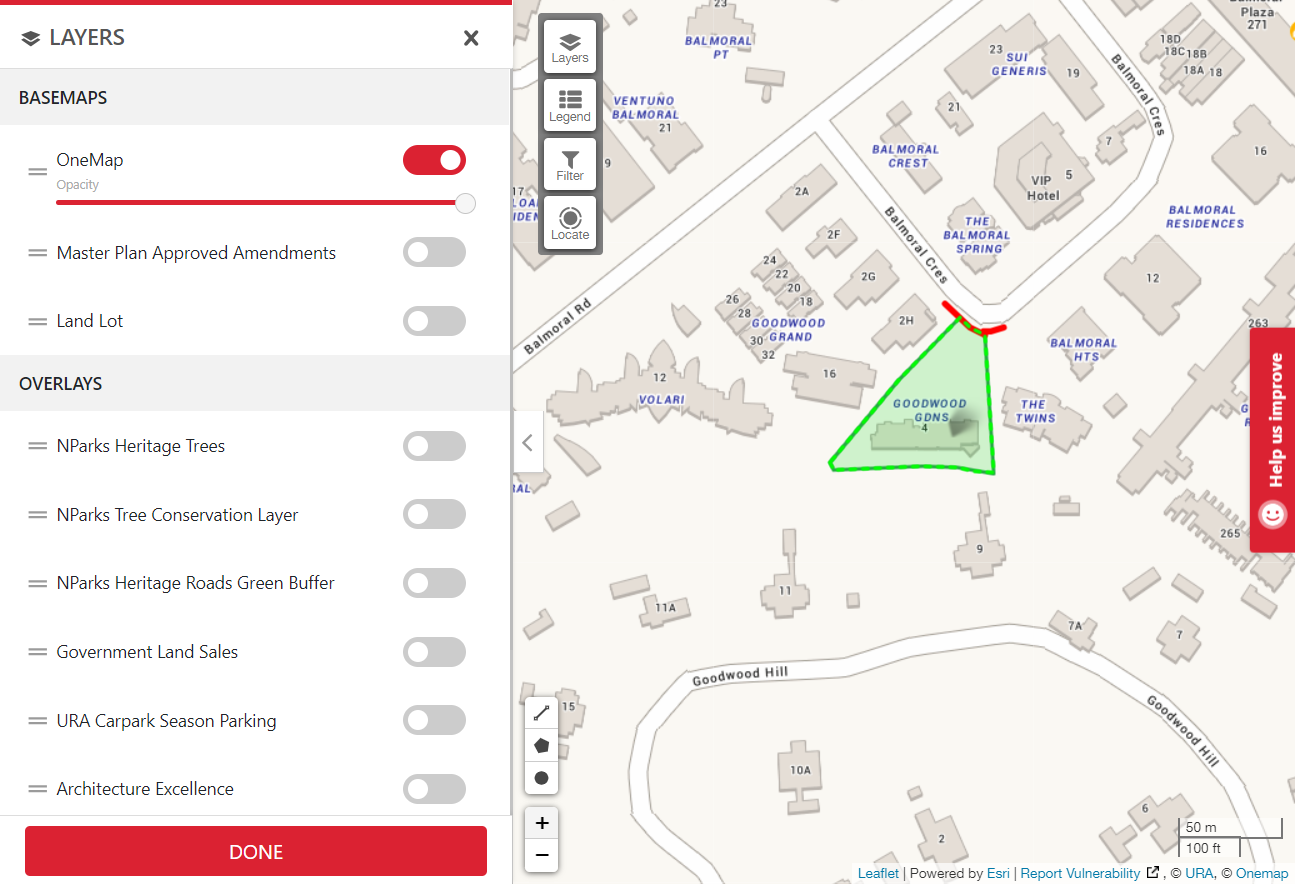 LAYERS
BASEMAPS
OneMap
Opacity
Master Plan Approved Amendments
Land Lot
OVERLAYS
NParks Heritage Trees
NParks Tree Conservation Layer
NParks Heritage Roads Green Buffer
Government Land Sales
URA Carpark Season Parking
Architecture Excellence
DONE
Layers
Legend
Filter
Locate
23
BALMORAL
PT
VENTUNO
BALMORAL
21
9
17
23
SUI
GENERIS
19
21
BALMORAL
CREST
Balmoral Cres
18D
18C
18B
18A
18
Plaza
271
7
16
VIP
Hotel
5
BALMORAL
RESIDENCES
THE
BALMORAL
SPRING
12
2A
2F
2G
2H
Balmoral Cres
Balmoral Rd
24
22
20
18
26
28
30
32
GOODWOOD
GRAND
16
12
VOLARI
GOODWOOD
GDNS
4
THE
TWINS
BALMORAL
HTS
263
265
Help us improve
9
11
11A
7A
7
Goodwood Hill
Goodwood Hill
15
10A
2
6
+
−
50 m
100 ft
Leaflet | Powered by Esri | Report Vulnerability , © URA, © Onemap